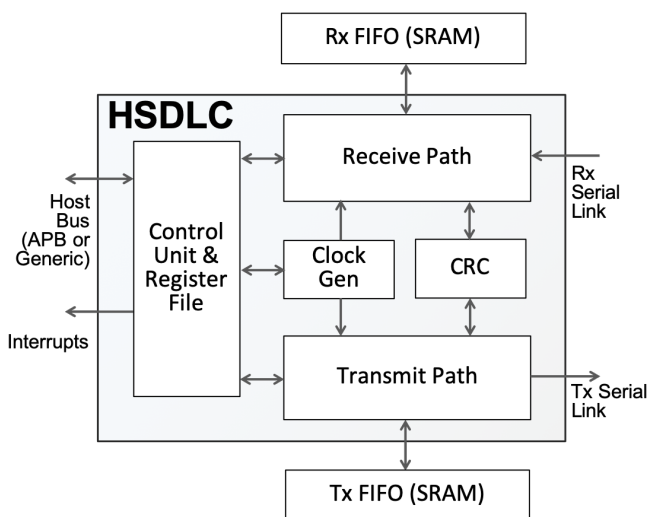 Rx FIFO (SRAM)
HSDLC
Receive Path
Rx
Serial
Link
Host
Bus
(APB or
Generic)
Control
Unit &
Register
File
Clock
Gen
CRC
Interrupts
Transmit Path
Tx Serial
Link
Tx FIFO (SRAM)